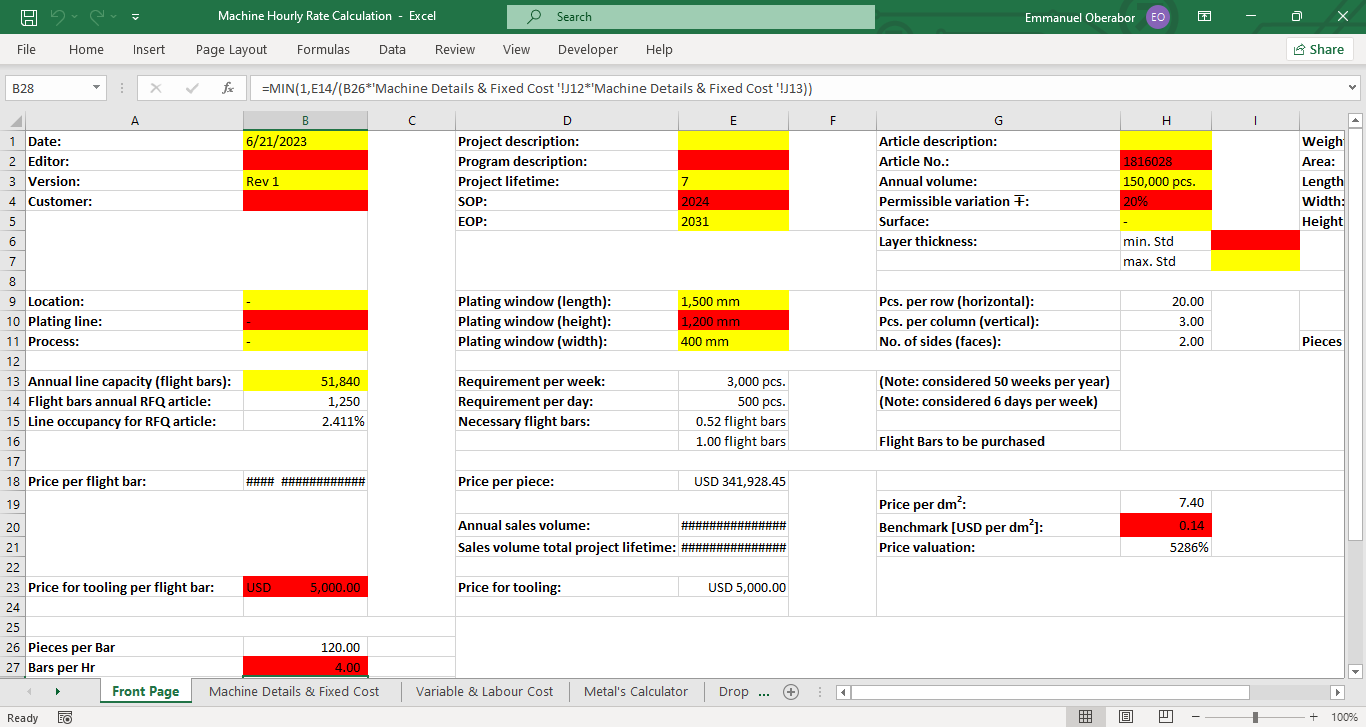 Machine Hourly Rate Calculation - Excel Search Emmanuel Oberabor EO
File Home Insert Page Layout Formulas Data Review View Developer Help Share
B28 fx =MIN(1,E14/(B26*'Machine Details & Fixed Cost '!J12*'Machine Details & Fixed Cost '!J13))
A B C D E F G H I
1 Date: 6/21/2023 Project description: Article description: Weigh
2 Editor: Program description: Article No.: 1816028 Area:
3 Version: Rev 1 Project lifetime: 7 Annual volume: 150,000 pcs. Length
4 Customer: SOP: 2024 Permissible variation ∓: 20% Width:
5 EOP: 2031 Surface: - Height
6 Layer thickness: min. Std
7 max. Std
8
9 Location: - Plating window (length): 1,500 mm Pcs. per row (horizontal): 20.00
10 Plating line: - Plating window (height): 1,200 mm Pcs. per column (vertical): 3.00
11 Process: - Plating window (width): 400 mm No. of sides (faces): 2.00 Pieces
12
13 Annual line capacity (flight bars): 51,840 Requirement per week: 3,000 pcs. (Note: considered 50 weeks per year)
14 Flight bars annual RFQ article: 1,250 Requirement per day: 500 pcs. (Note: considered 6 days per week)
15 Line occupancy for RFQ article: 2.411% Necessary flight bars: 0.52 flight bars
16 1.00 flight bars Flight Bars to be purchased
17
18 Price per flight bar: #### ############ Price per piece: USD 341,928.45
19 Price per dm²: 7.40
20 Annual sales volume: ############### Benchmark [USD per dm²]: 0.14
21 Sales volume total project lifetime: ############### Price valuation: 5286%
22
23 Price for tooling per flight bar: USD 5,000.00 Price for tooling: USD 5,000.00
24
25
26 Pieces per Bar 120.00
27 Bars per Hr 4.00
Front Page Machine Details & Fixed Cost Variable & Labour Cost Metal's Calculator Drop ...
Ready 100%